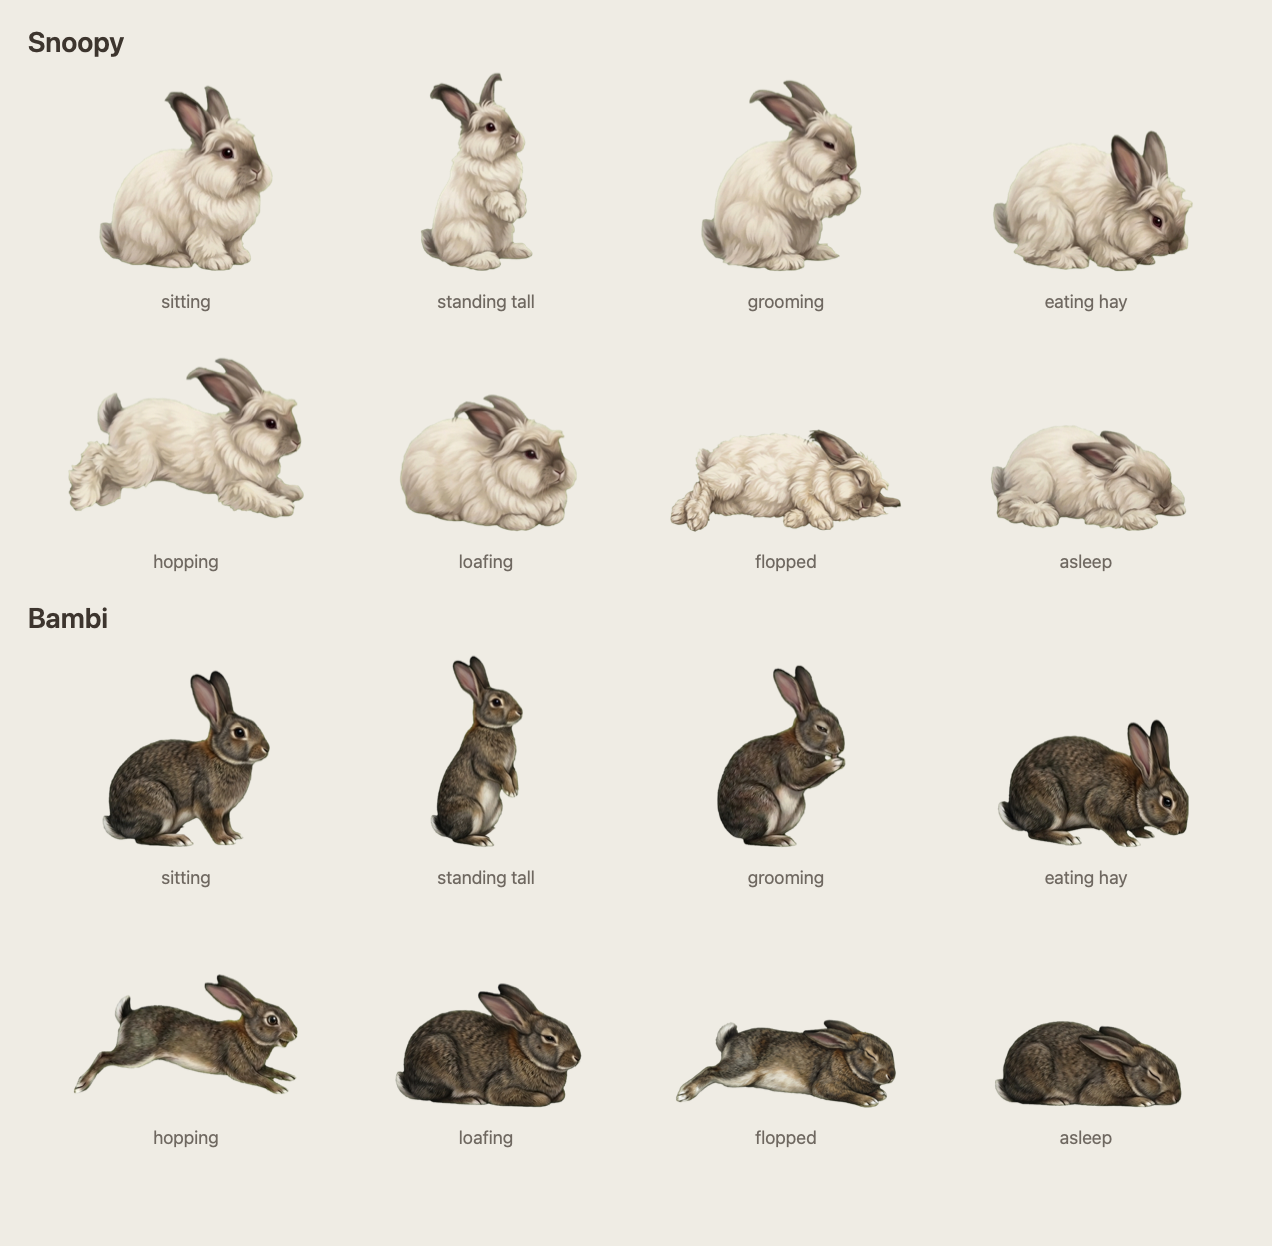 Snoopy
sitting
standing tall
grooming
eating hay
hopping
loafing
flopped
asleep
Bambi
sitting
standing tall
grooming
eating hay
hopping
loafing
flopped
asleep